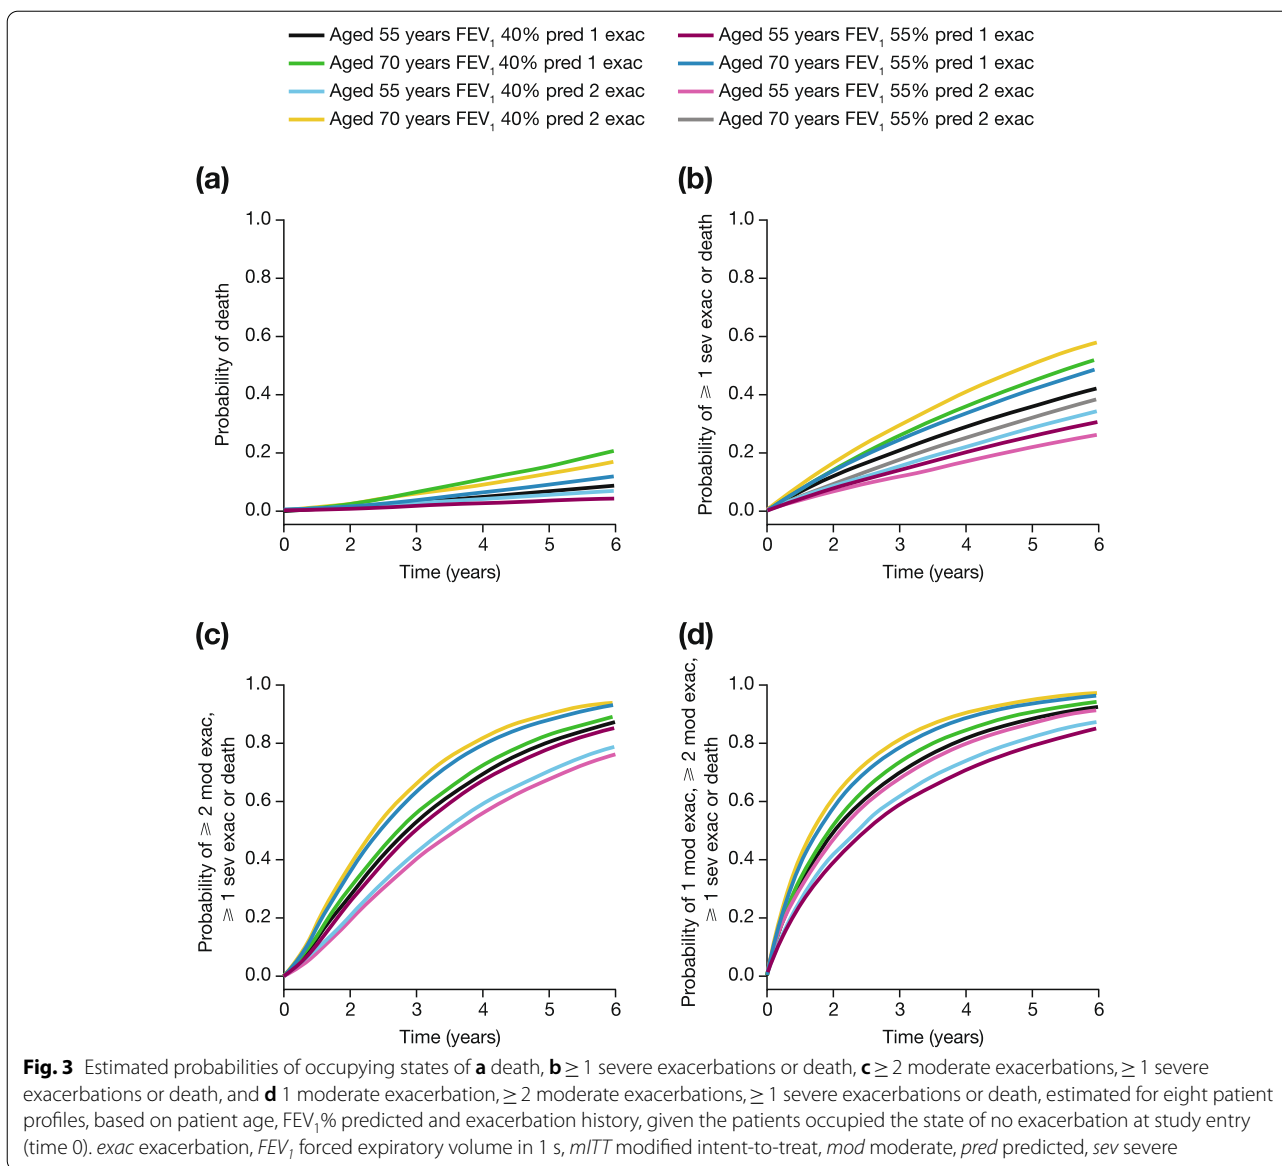 Aged 55 years FEV1 40% pred 1 exac
Aged 70 years FEV1 40% pred 1 exac
Aged 55 years FEV1 40% pred 2 exac
Aged 70 years FEV1 40% pred 2 exac
Aged 55 years FEV1 55% pred 1 exac
Aged 70 years FEV1 55% pred 1 exac
Aged 55 years FEV1 55% pred 2 exac
Aged 70 years FEV1 55% pred 2 exac
(a)
Probability of death
1.0
0.8
0.6
0.4
0.2
0.0
0 2 3 4 5 6
Time (years)
(b)
Probability of ⩾ 1 sev exac or death
1.0
0.8
0.6
0.4
0.2
0.0
0 2 3 4 5 6
Time (years)
(c)
Probability of ⩾ 2 mod exac,
⩾ 1 sev exac or death
1.0
0.8
0.6
0.4
0.2
0.0
0 2 3 4 5 6
Time (years)
(d)
Probability of 1 mod exac, ⩾ 2 mod exac,
⩾ 1 sev exac or death
1.0
0.8
0.6
0.4
0.2
0.0
0 2 3 4 5 6
Time (years)
Fig. 3 Estimated probabilities of occupying states of a death, b ≥ 1 severe exacerbations or death, c ≥ 2 moderate exacerbations, ≥ 1 severe
exacerbations or death, and d 1 moderate exacerbation, ≥ 2 moderate exacerbations, ≥ 1 severe exacerbations or death, estimated for eight patient
profiles, based on patient age, FEV1% predicted and exacerbation history, given the patients occupied the state of no exacerbation at study entry
(time 0). exac exacerbation, FEV1 forced expiratory volume in 1 s, mITT modified intent-to-treat, mod moderate, pred predicted, sev severe